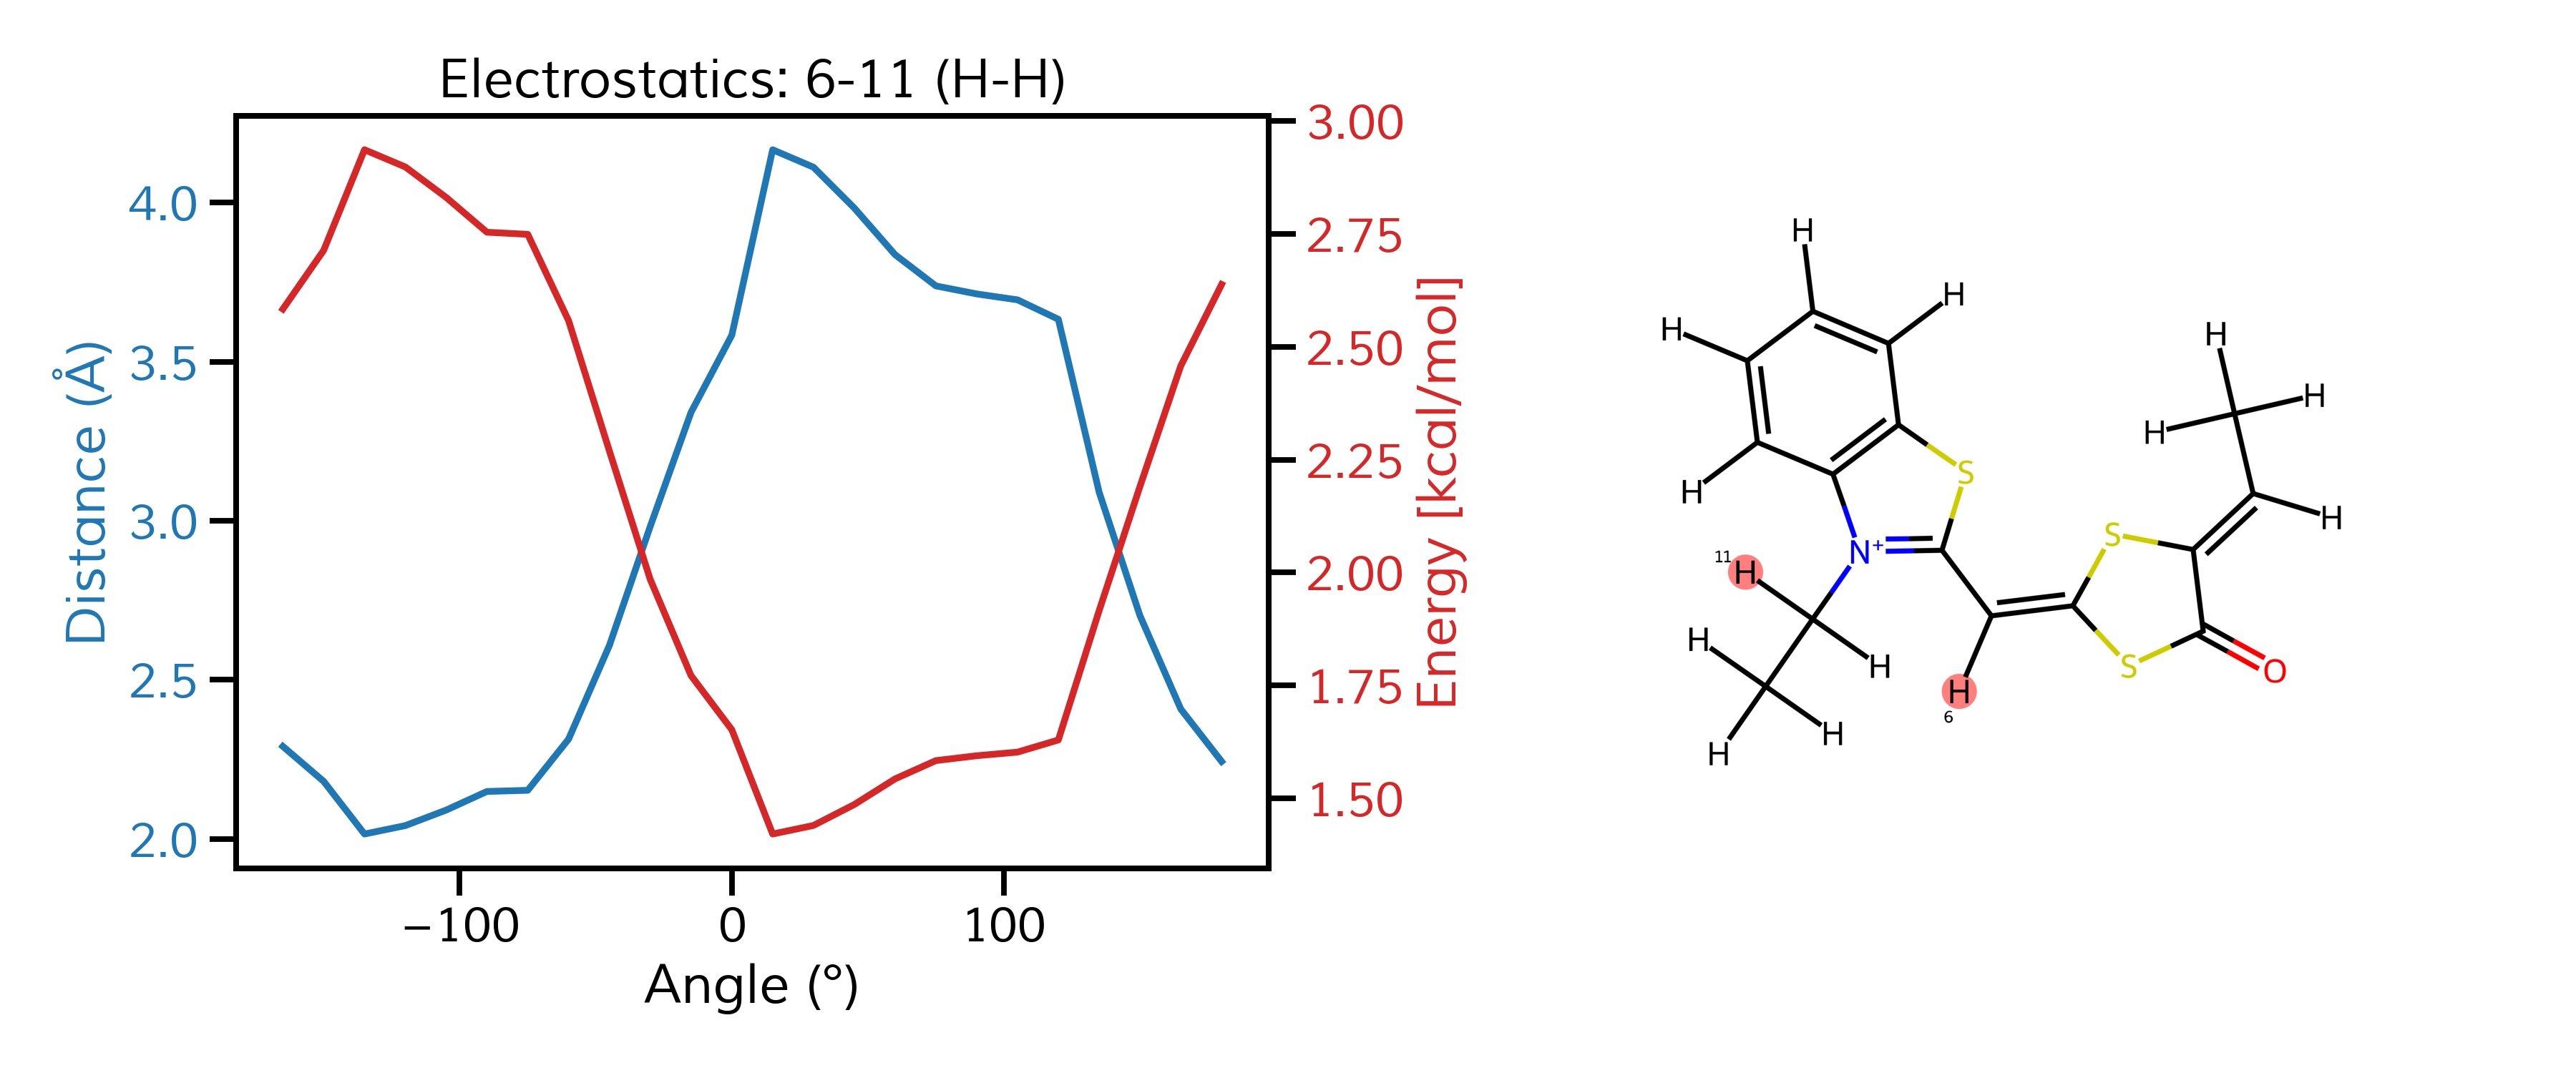 Electrostatics: 6-11 (H-H)
Distance (Å)
4.0
3.5
3.0
2.5
2.0
−100
0
100
Angle (°)
3.00
2.75
2.50
2.25
2.00
1.75
1.50
Energy [kcal/mol]
H
H
H
H
H
H
H
S
H
H
S
N+
11
H
H
H
S
O
H
6
H
H